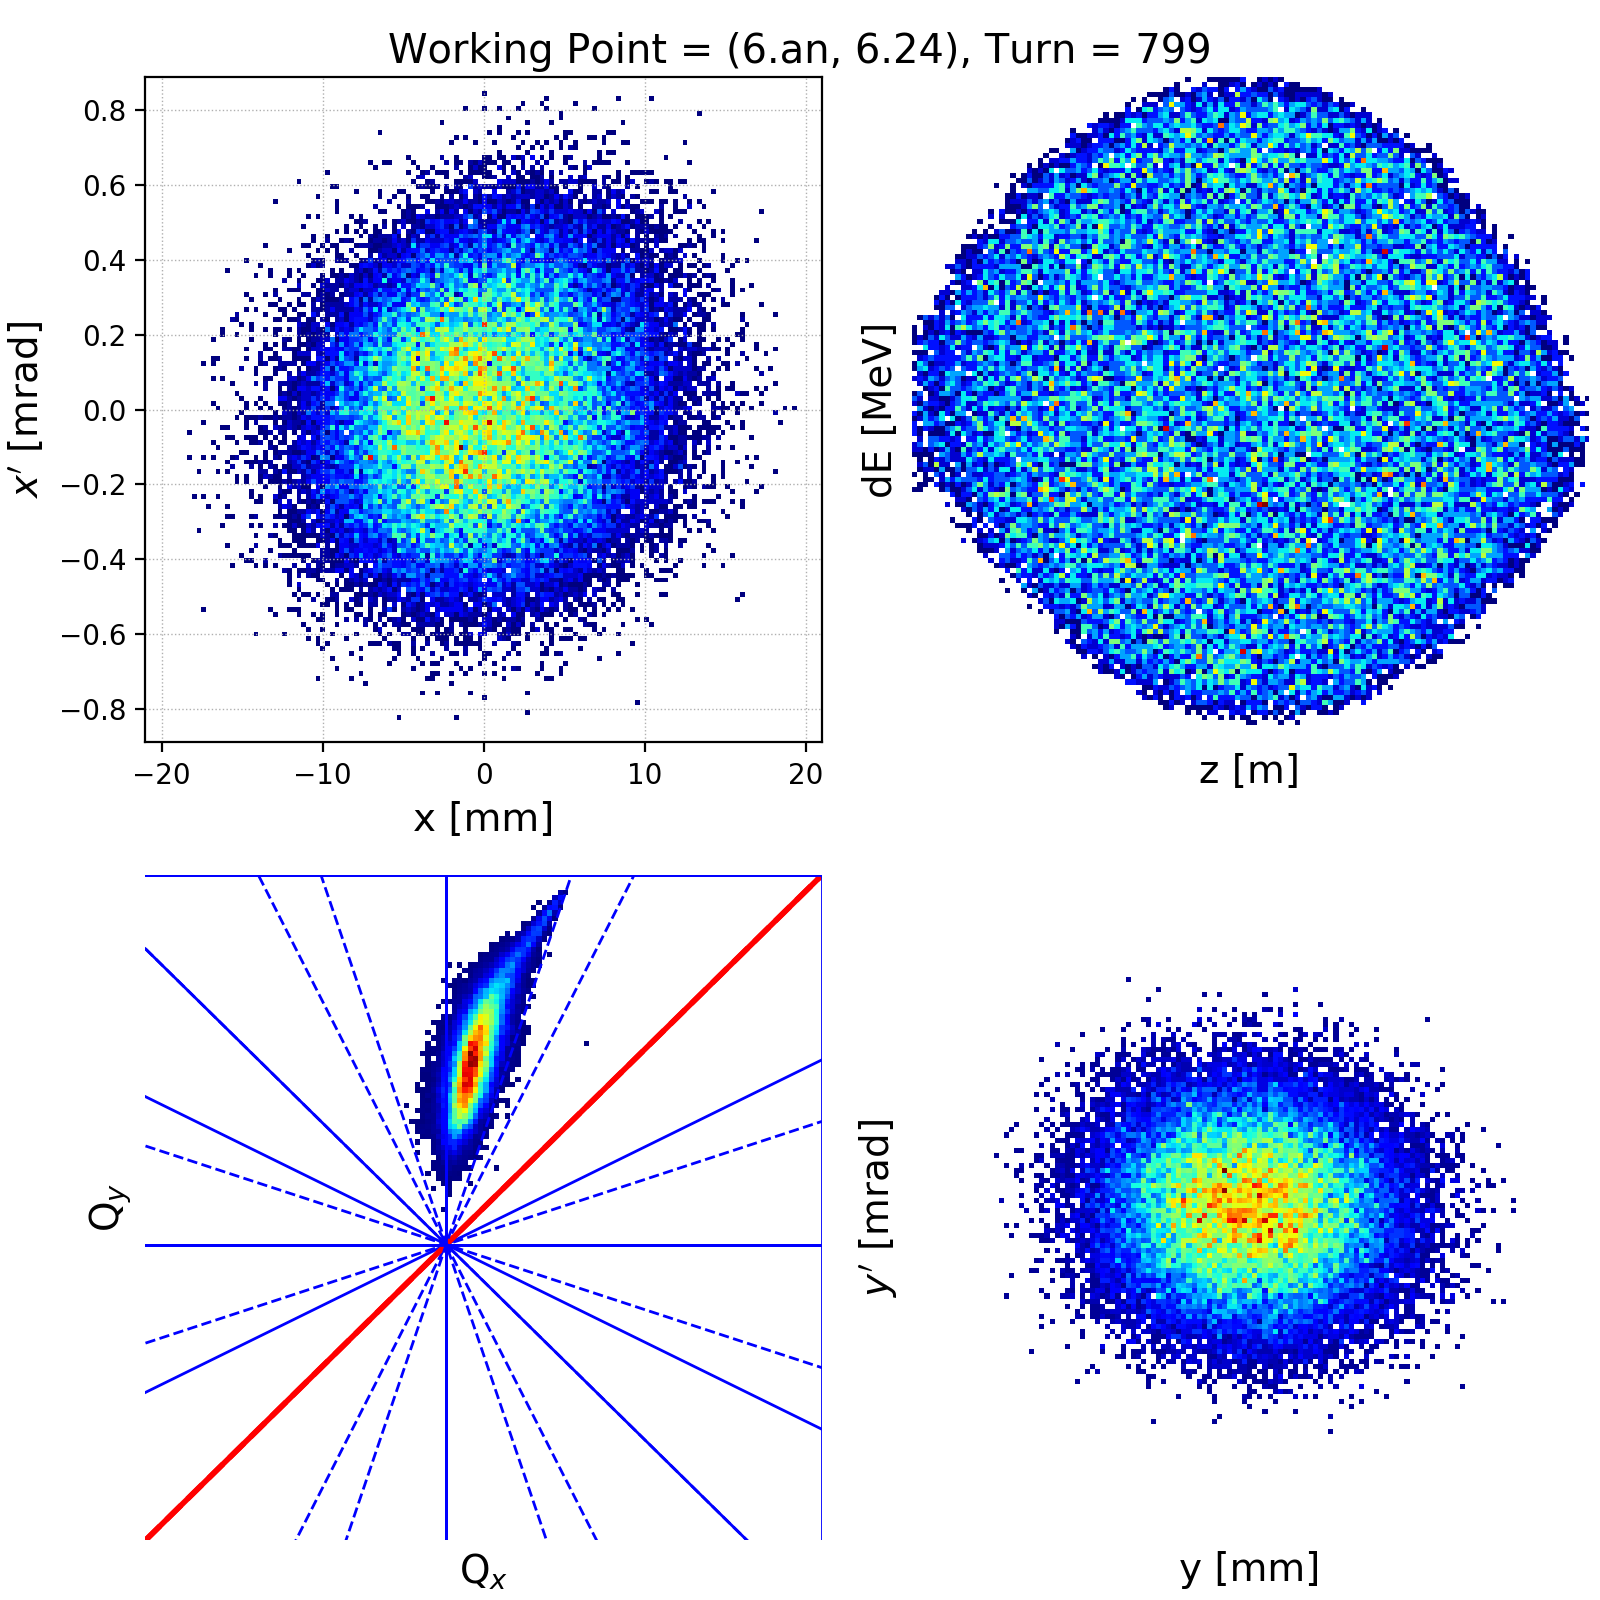 Working Point = (6.an, 6.24), Turn = 799
0.8
0.6
0.4
0.2
0.0
−0.2
−0.4
−0.6
−0.8
x′ [mrad]
−20 −10 0 10 20
x [mm]
dE [MeV]
z [m]
Qy
Qx
y′ [mrad]
y [mm]